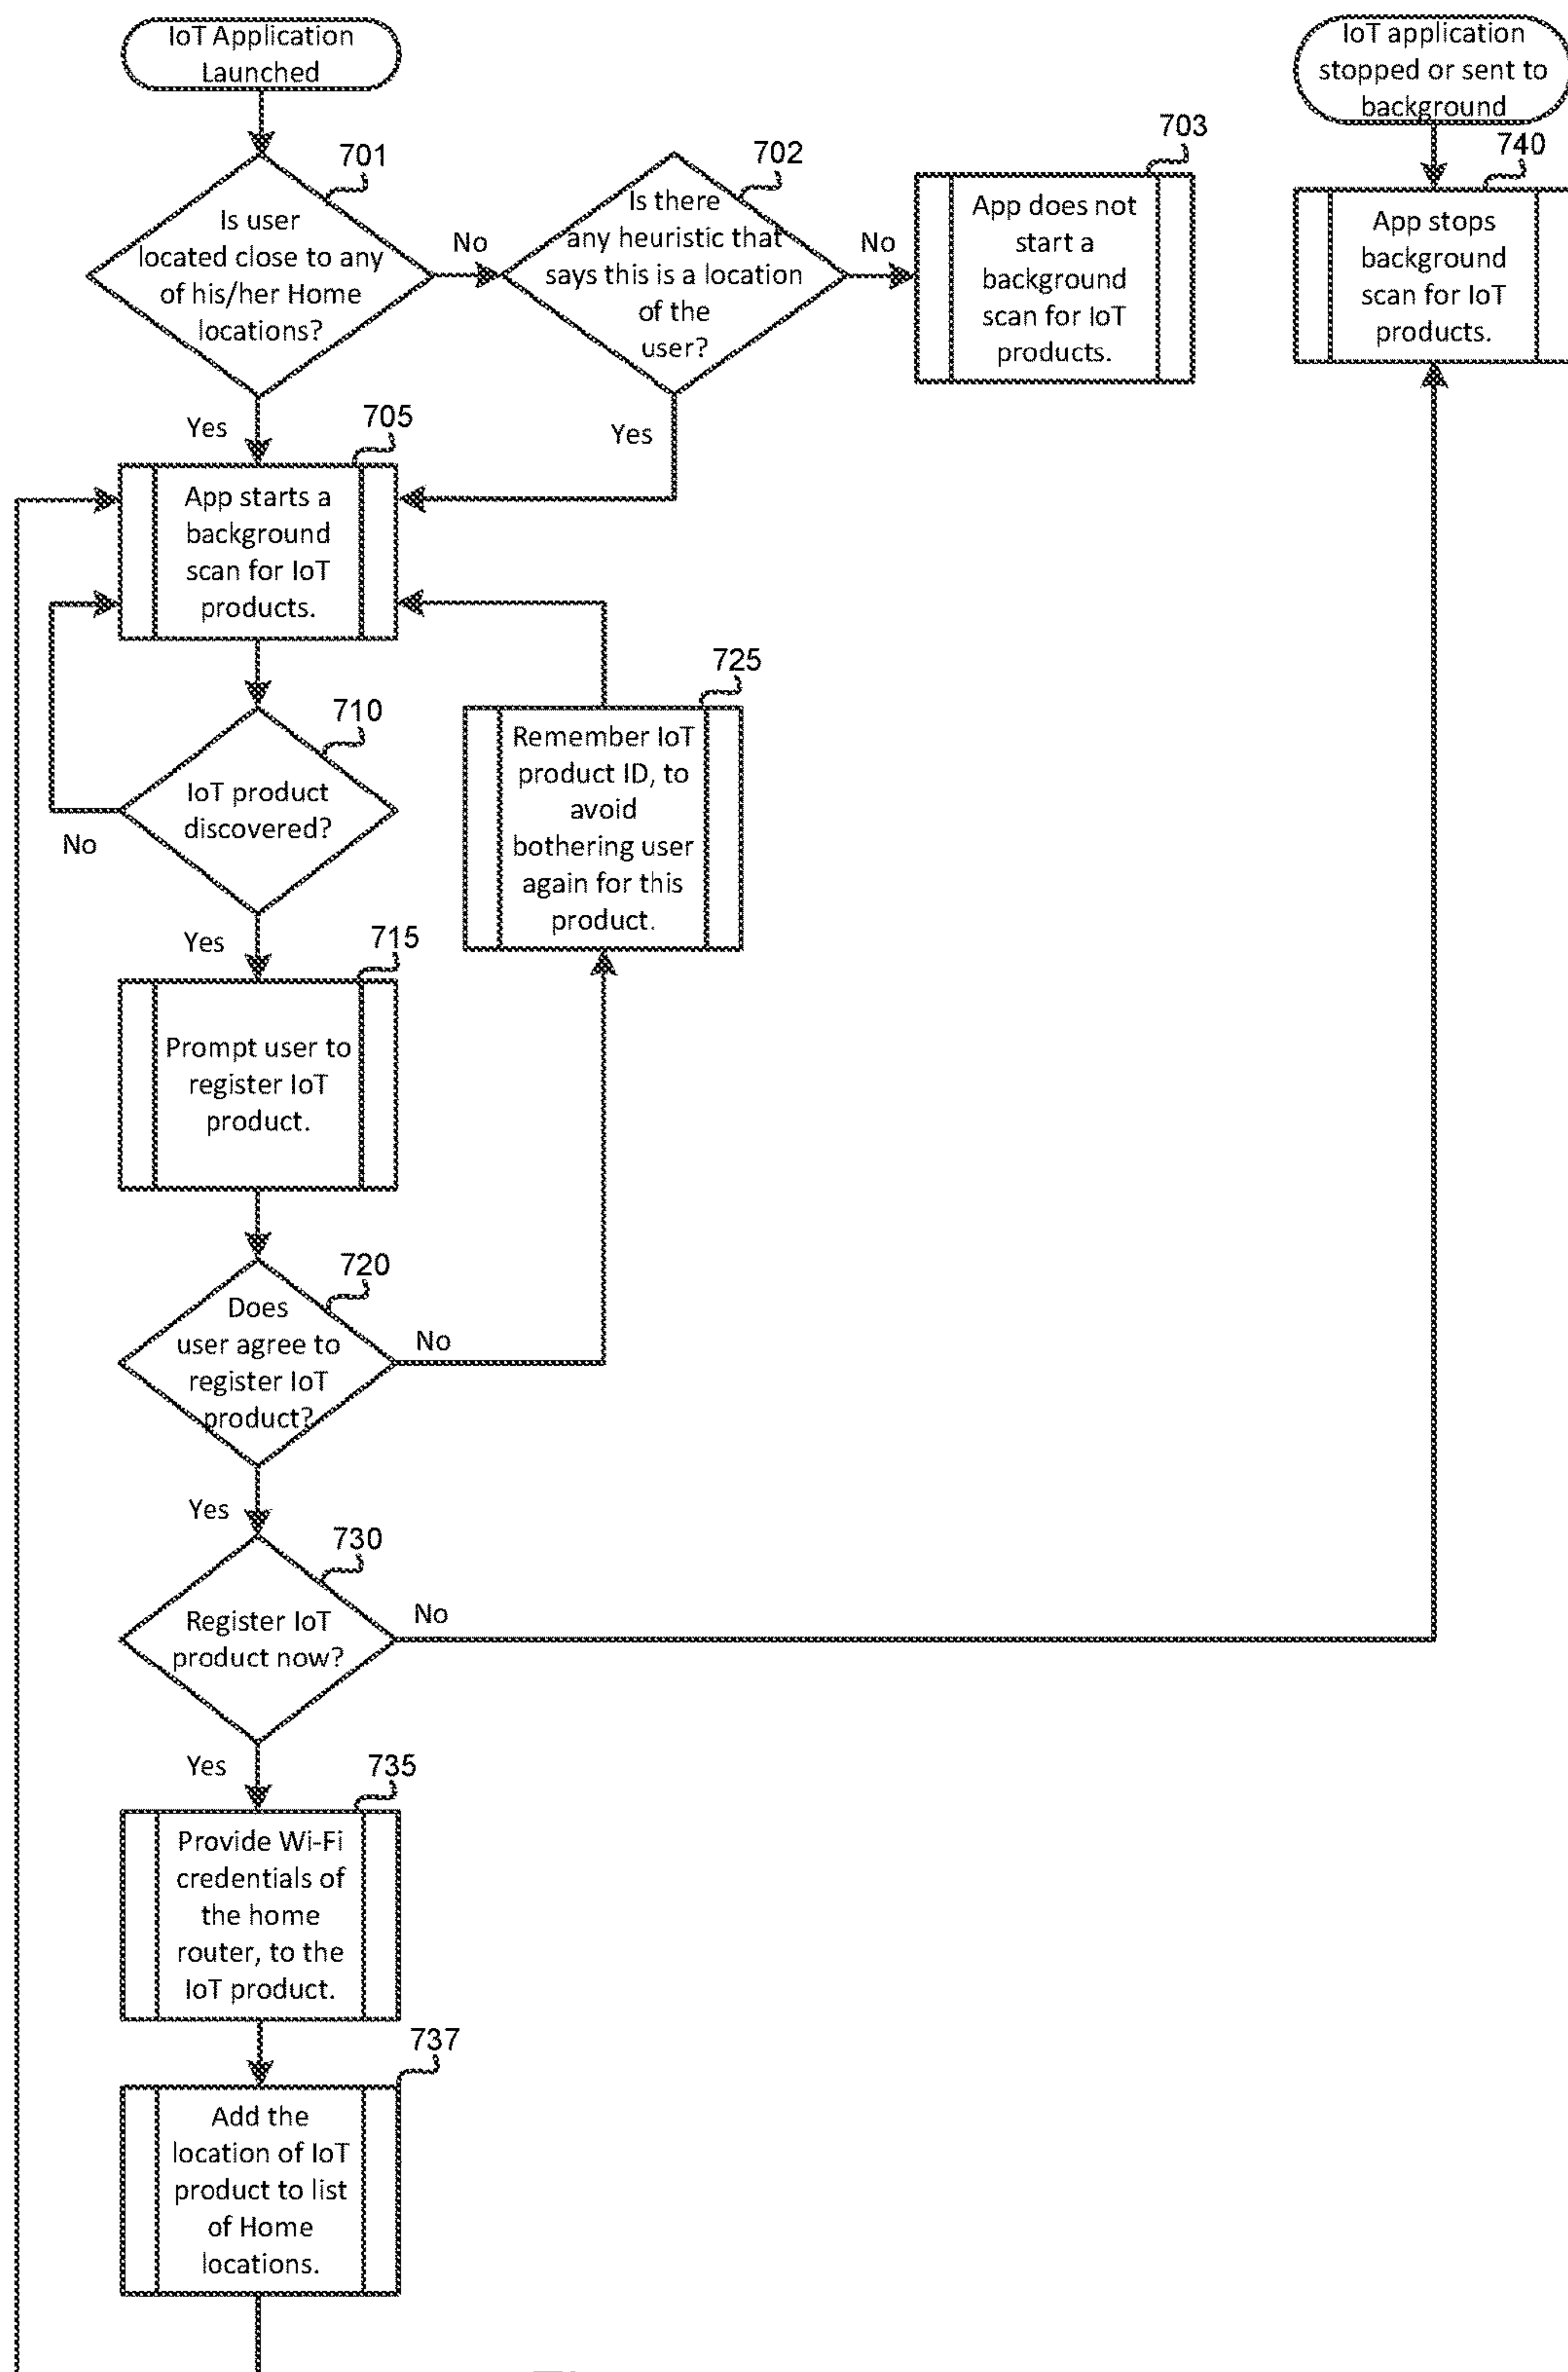 IoT Application
Launched
IoT application
stopped or sent to
background
701
Is user
located close to any
of his/her Home
locations?
No
702
Is there
any heuristic that
says this is a location
of the
user?
No
703
App does not
start a
background
scan for IoT
products.
740
App stops
background
scan for IoT
products.
Yes
Yes
705
App starts a
background
scan for IoT
products.
710
IoT product
discovered?
No
725
Remember IoT
product ID, to
avoid
bothering user
again for this
product.
Yes
715
Prompt user to
register IoT
product.
720
Does
user agree to
register IoT
product?
No
Yes
730
Register IoT
product now?
No
Yes
735
Provide Wi-Fi
credentials of
the home
router, to the
IoT product.
737
Add the
location of IoT
product to list
of Home
locations.